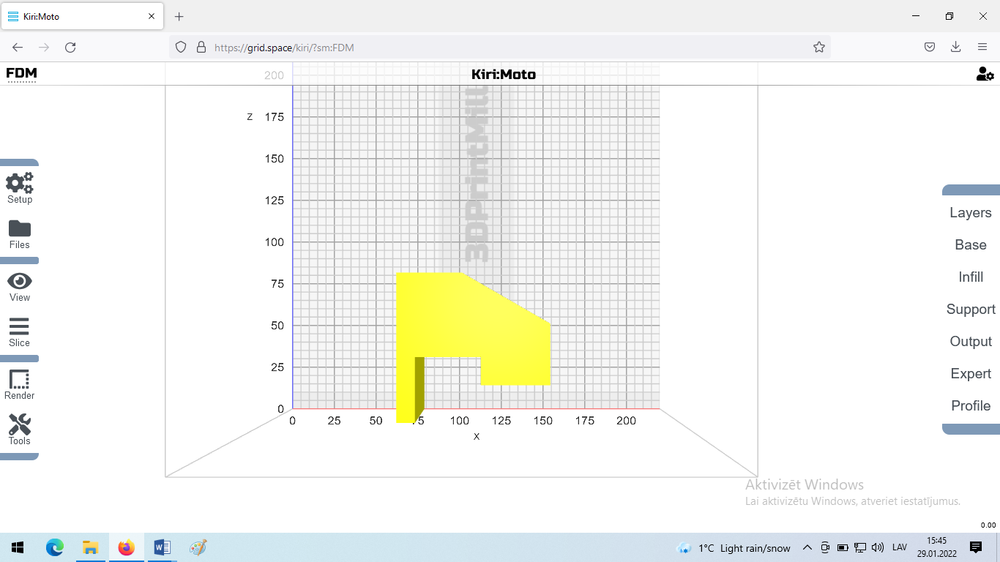 Kiri:Moto
https://grid.space/kiri/?sm:FDM
FDM
Kiri:Moto
200
Z 175
150
125
100
75
50
25
0
0 25 50 75 100 125 150 175 200
X
3DPrintMill
Setup
Files
View
Slice
Render
Tools
Layers
Base
Infill
Support
Output
Expert
Profile
Aktivizēt Windows
Lai aktivizētu Windows, atveriet iestatījumus.
0.00
1°C Light rain/snow
LAV
15:45
29.01.2022